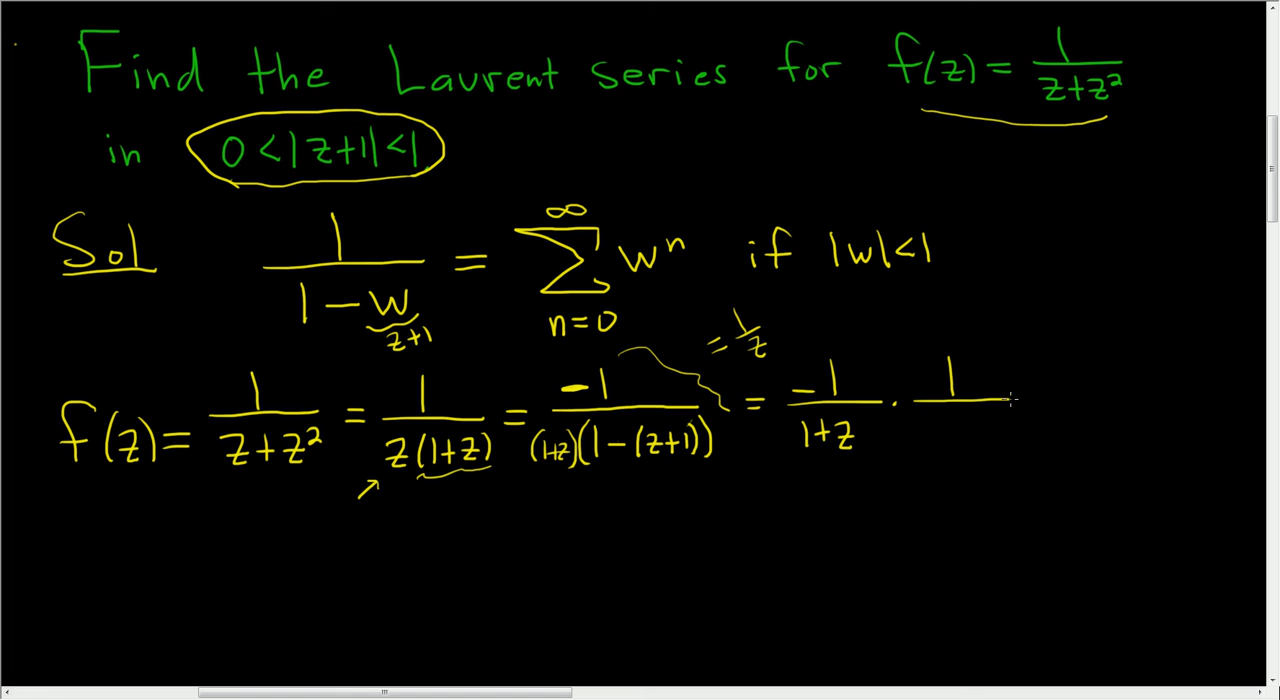 Find the Laurent series for f(z) = 1/(z+z²)
in 0<|z+1|<1
Sol 1/(1-w) = ∑_{n=0}^{∞} wⁿ if |w|<1
z+1
= 1/z
f(z) = 1/(z+z²) = 1/(z(1+z)) = -1/((1+z)(1-(z+1))) = -1/(1+z) · 1/